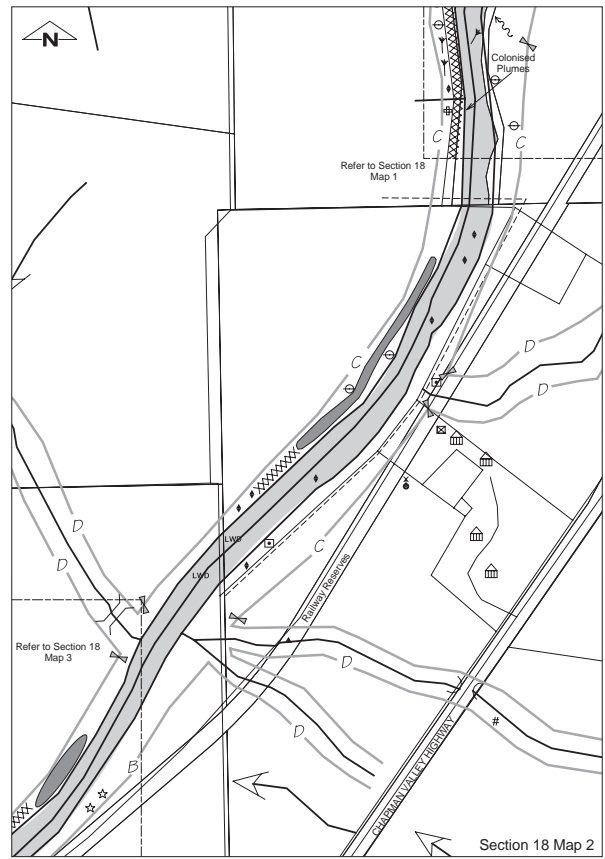 N
Colonised
Plumes
C
C
Refer to Section 18
Map 1
D
C
D
D
LWD
C
D
LWD
Railway Reserves
Refer to Section 18
Map 3
D
D
#
B
CHAPMAN VALLEY HIGHWAY
Section 18 Map 2